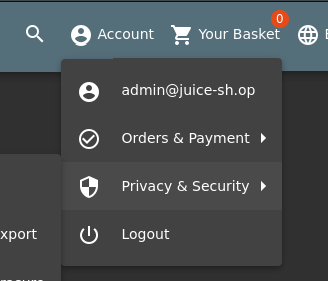 Account
Your Basket
0
admin@juice-sh.op
Orders & Payment
Privacy & Security
xport
Logout